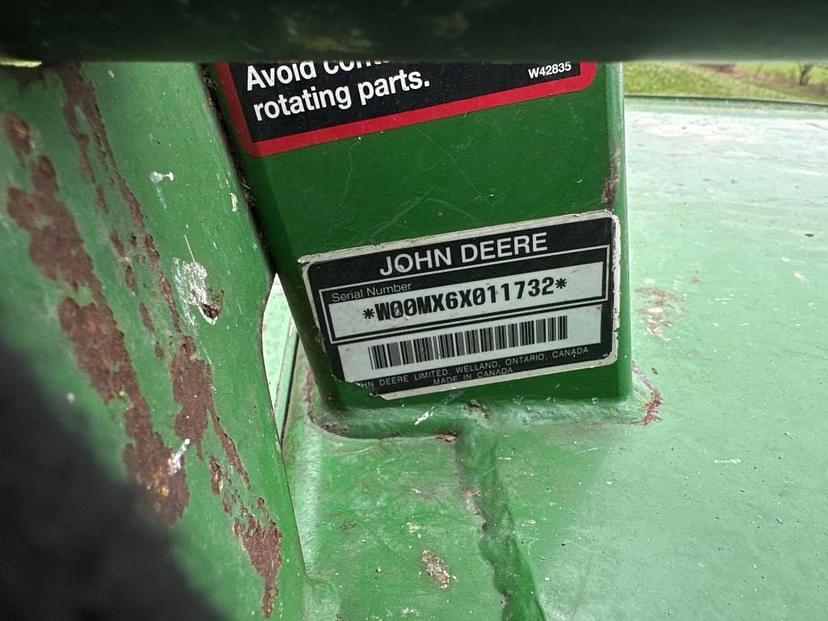 Avoid
rotating parts.
W42835
JOHN DEERE
Serial Number
*W00MX6X011732*
DEERE LIMITED, WELLAND, ONTARIO, CANADA
MADE IN CANADA